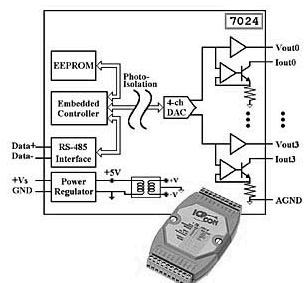 7024
EEPROM
Photo-
Isolation
Embedded
Controller
4-ch
DAC
RS-485
Interface
Data+
Data-
Power
Regulator
+Vs
GND
+5V
+V
-V
Vout0
Iout0
Vout3
Iout3
AGND
ICP
CON